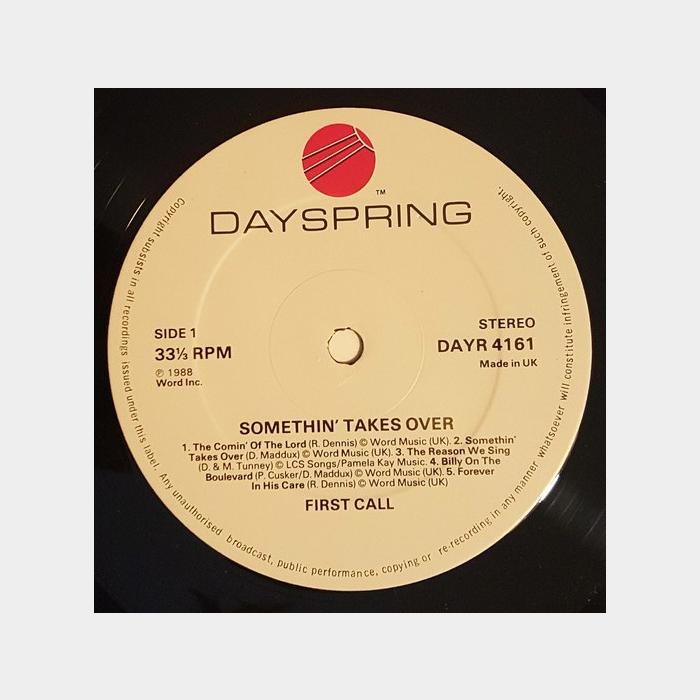 ™
DAYSPRING
SIDE 1
33⅓ RPM
℗ 1988
Word Inc.
STEREO
DAYR 4161
Made in UK
SOMETHIN' TAKES OVER
1. The Comin' Of The Lord (R. Dennis) © Word Music (UK). 2. Somethin'
Takes Over (D. Maddux) © Word Music (UK). 3. The Reason We Sing
(D. & M. Tunney) © LCS Songs/Pamela Kay Music. 4. Billy On The
Boulevard (P. Cusker/D. Maddux) © Word Music (UK). 5. Forever
In His Care (R. Dennis) © Word Music (UK)
FIRST CALL
Copyright subsists in all recordings issued under this label. Any unauthorised broadcast, public performance, copying or re-recording in any manner whatsoever will constitute infringement of such copyright.